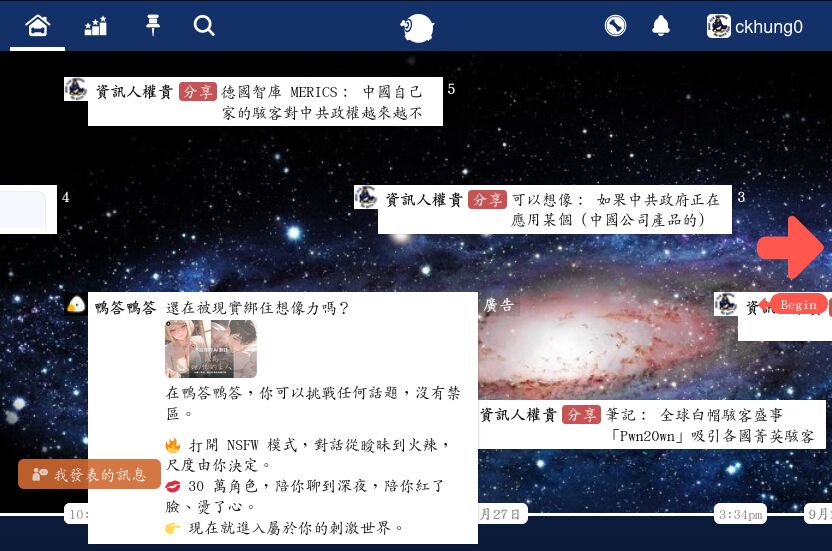 ckhung0
資訊人權貴 分享 德國智庫 MERICS： 中國自己
家的駭客對中共政權越來越不
5
4
資訊人權貴 分享 可以想像： 如果中共政府正在
應用某個（中國公司產品的）
3
鴨答鴨答 還在被現實綁住想像力嗎？
廣告
Begin
在鴨答鴨答，你可以挑戰任何話題，沒有禁
區。
🔥 打開 NSFW 模式，對話從曖昧到火辣，
尺度由你決定。
💋 30 萬角色，陪你聊到深夜，陪你紅了
臉、燙了心。
👉 現在就進入屬於你的刺激世界。
資訊人權貴 分享 筆記： 全球白帽駭客盛事
「Pwn2Own」吸引各國菁英駭客
我發表的訊息
月27日
3:34pm